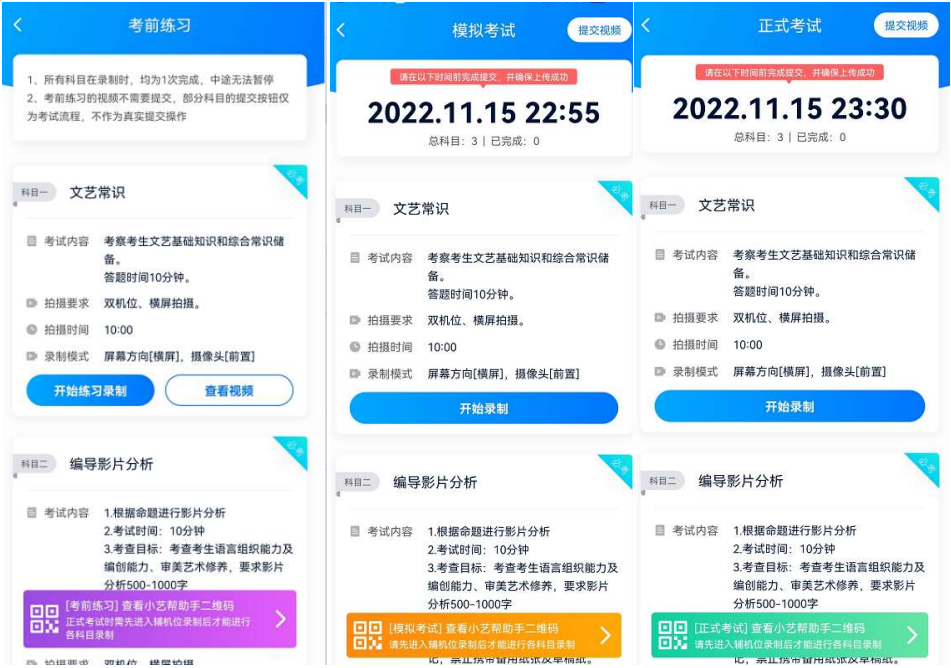 考前练习
1、所有科目在录制时，均为1次完成，中途无法暂停
2、考前练习的视频不需要提交，部分科目的提交按钮仅
为考试流程，不作为真实提交操作
必考
科目一
文艺常识
考试内容
考察考生文艺基础知识和综合常识储
备。
答题时间10分钟。
拍摄要求
双机位、横屏拍摄。
拍摄时间
10:00
录制模式
屏幕方向[横屏]，摄像头[前置]
开始练习录制
查看视频
必考
科目二
编导影片分析
考试内容
1.根据命题进行影片分析
2.考试时间：10分钟
3.考查目标：考查考生语言组织能力及
编创能力、审美艺术修养，要求影片
分析500-1000字
[考前练习] 查看小艺帮助手二维码
正式考试时需先进入辅机位录制后才能进行
各科目录制
拍摄要求
双机位、横屏拍摄
模拟考试
提交视频
请在以下时间前完成提交，并确保上传成功
2022.11.15 22:55
总科目：3 | 已完成：0
必考
科目一
文艺常识
考试内容
考察考生文艺基础知识和综合常识储
备。
答题时间10分钟。
拍摄要求
双机位、横屏拍摄。
拍摄时间
10:00
录制模式
屏幕方向[横屏]，摄像头[前置]
开始录制
必考
科目二
编导影片分析
考试内容
1.根据命题进行影片分析
2.考试时间：10分钟
3.考查目标：考查考生语言组织能力及
编创能力、审美艺术修养，要求影片
分析500-1000字
[模拟考试] 查看小艺帮助手二维码
请先进入辅机位录制后才能进行各科目录制
记，禁止携带备用纸张及草稿纸。
正式考试
提交视频
请在以下时间前完成提交，并确保上传成功
2022.11.15 23:30
总科目：3 | 已完成：0
必考
科目一
文艺常识
考试内容
考察考生文艺基础知识和综合常识储
备。
答题时间10分钟。
拍摄要求
双机位、横屏拍摄。
拍摄时间
10:00
录制模式
屏幕方向[横屏]，摄像头[前置]
开始录制
必考
科目二
编导影片分析
考试内容
1.根据命题进行影片分析
2.考试时间：10分钟
3.考查目标：考查考生语言组织能力及
编创能力、审美艺术修养，要求影片
分析500-1000字
[正式考试] 查看小艺帮助手二维码
请先进入辅机位录制后才能进行各科目录制
记，禁止携带备用纸张及草稿纸。